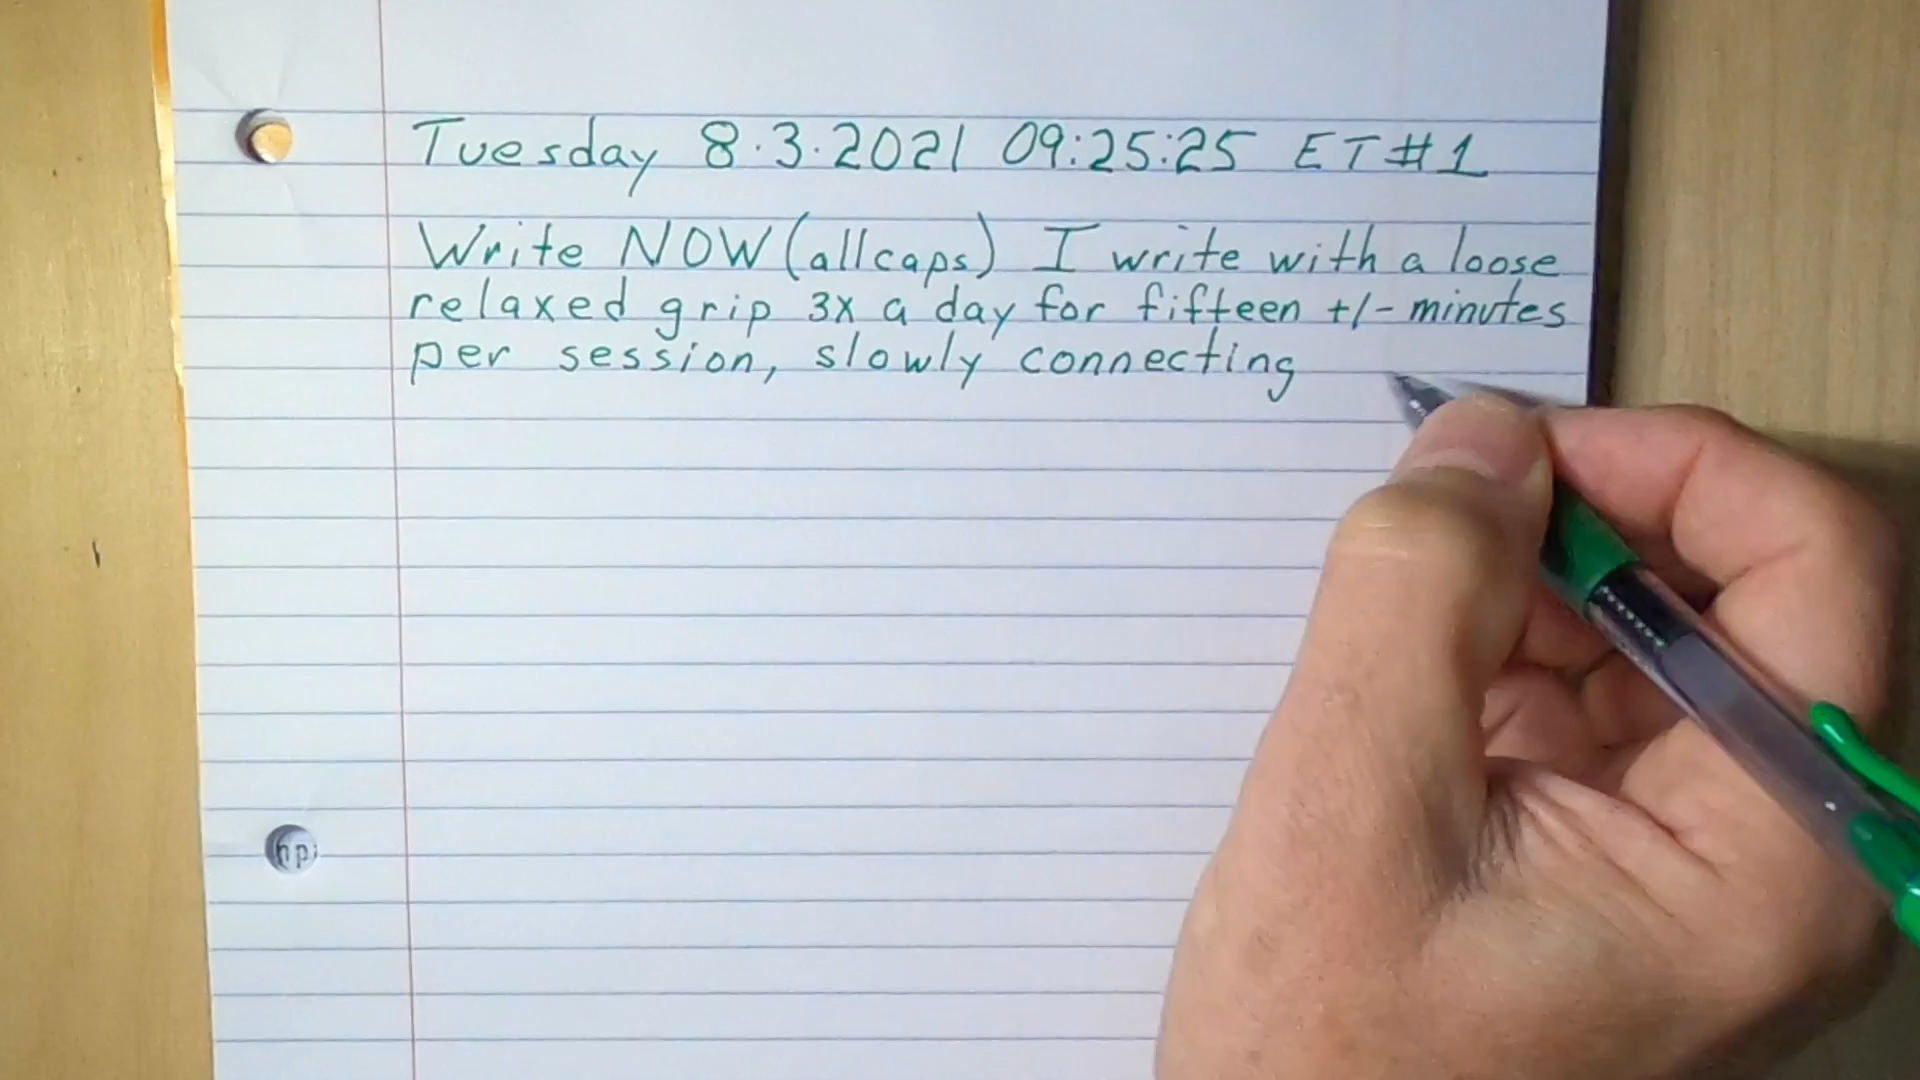 Tuesday 8.3.2021 09:25:25 ET#1
Write NOW (allcaps) I write with a loose
relaxed grip 3x a day for fifteen +/- minutes
per session, slowly connecting
hp